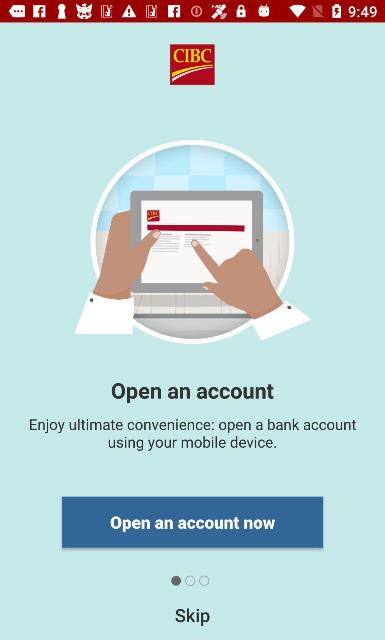 9:49
CIBC
CIBC
Open an account
Enjoy ultimate convenience: open a bank account
using your mobile device.
Open an account now
Skip